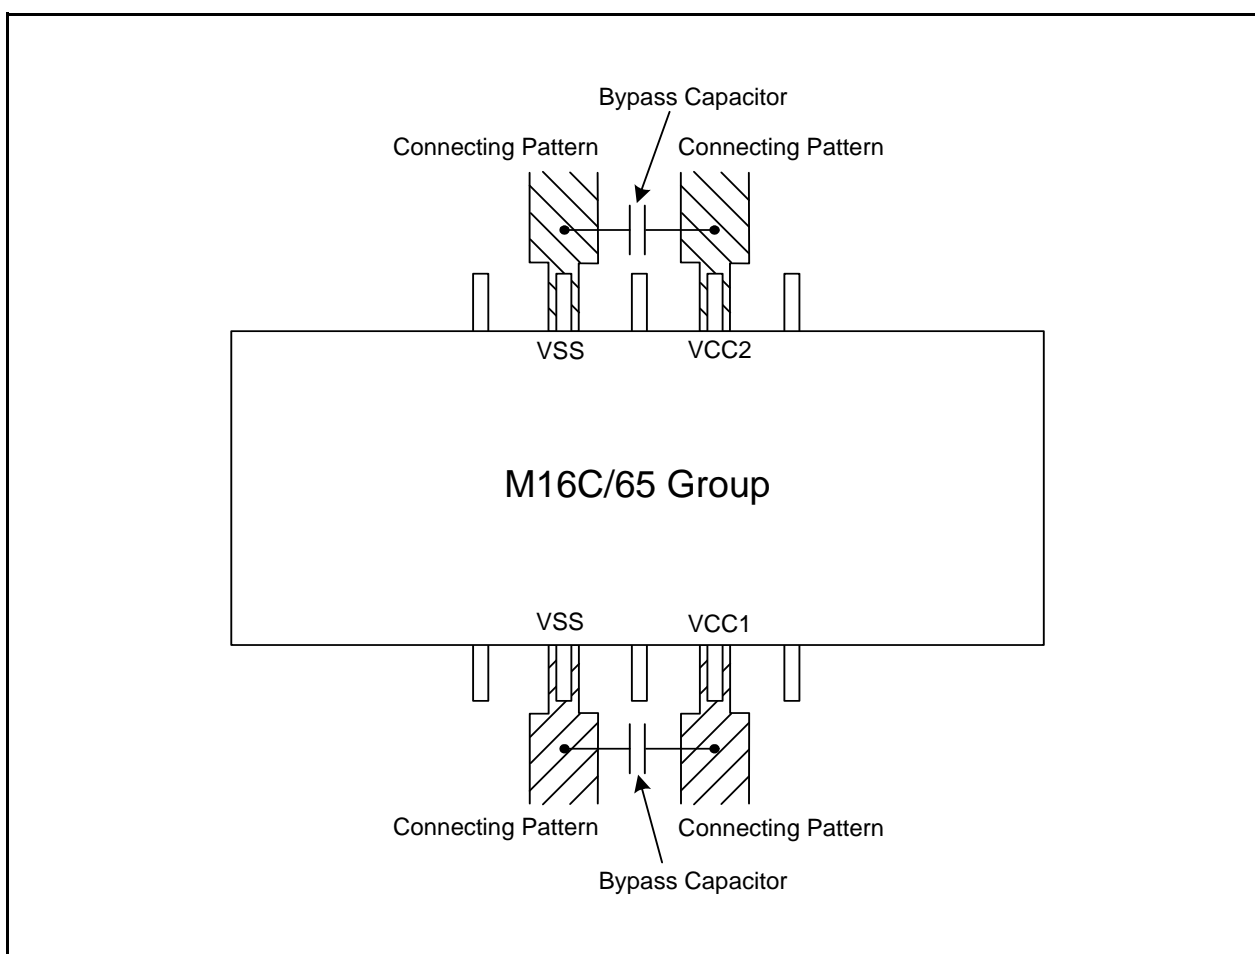 Bypass Capacitor
Connecting Pattern
Connecting Pattern
VSS
VCC2
M16C/65 Group
VSS
VCC1
Connecting Pattern
Connecting Pattern
Bypass Capacitor